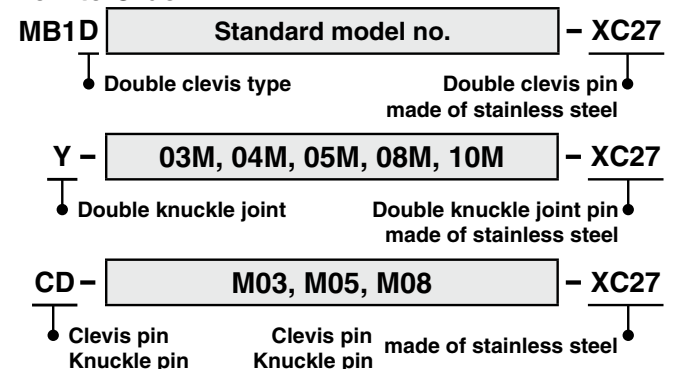 MB1D Standard model no. – XC27
Double clevis type Double clevis pin
made of stainless steel
Y – 03M, 04M, 05M, 08M, 10M – XC27
Double knuckle joint Double knuckle joint pin
made of stainless steel
CD – M03, M05, M08 – XC27
Clevis pin Clevis pin made of stainless steel
Knuckle pin Knuckle pin